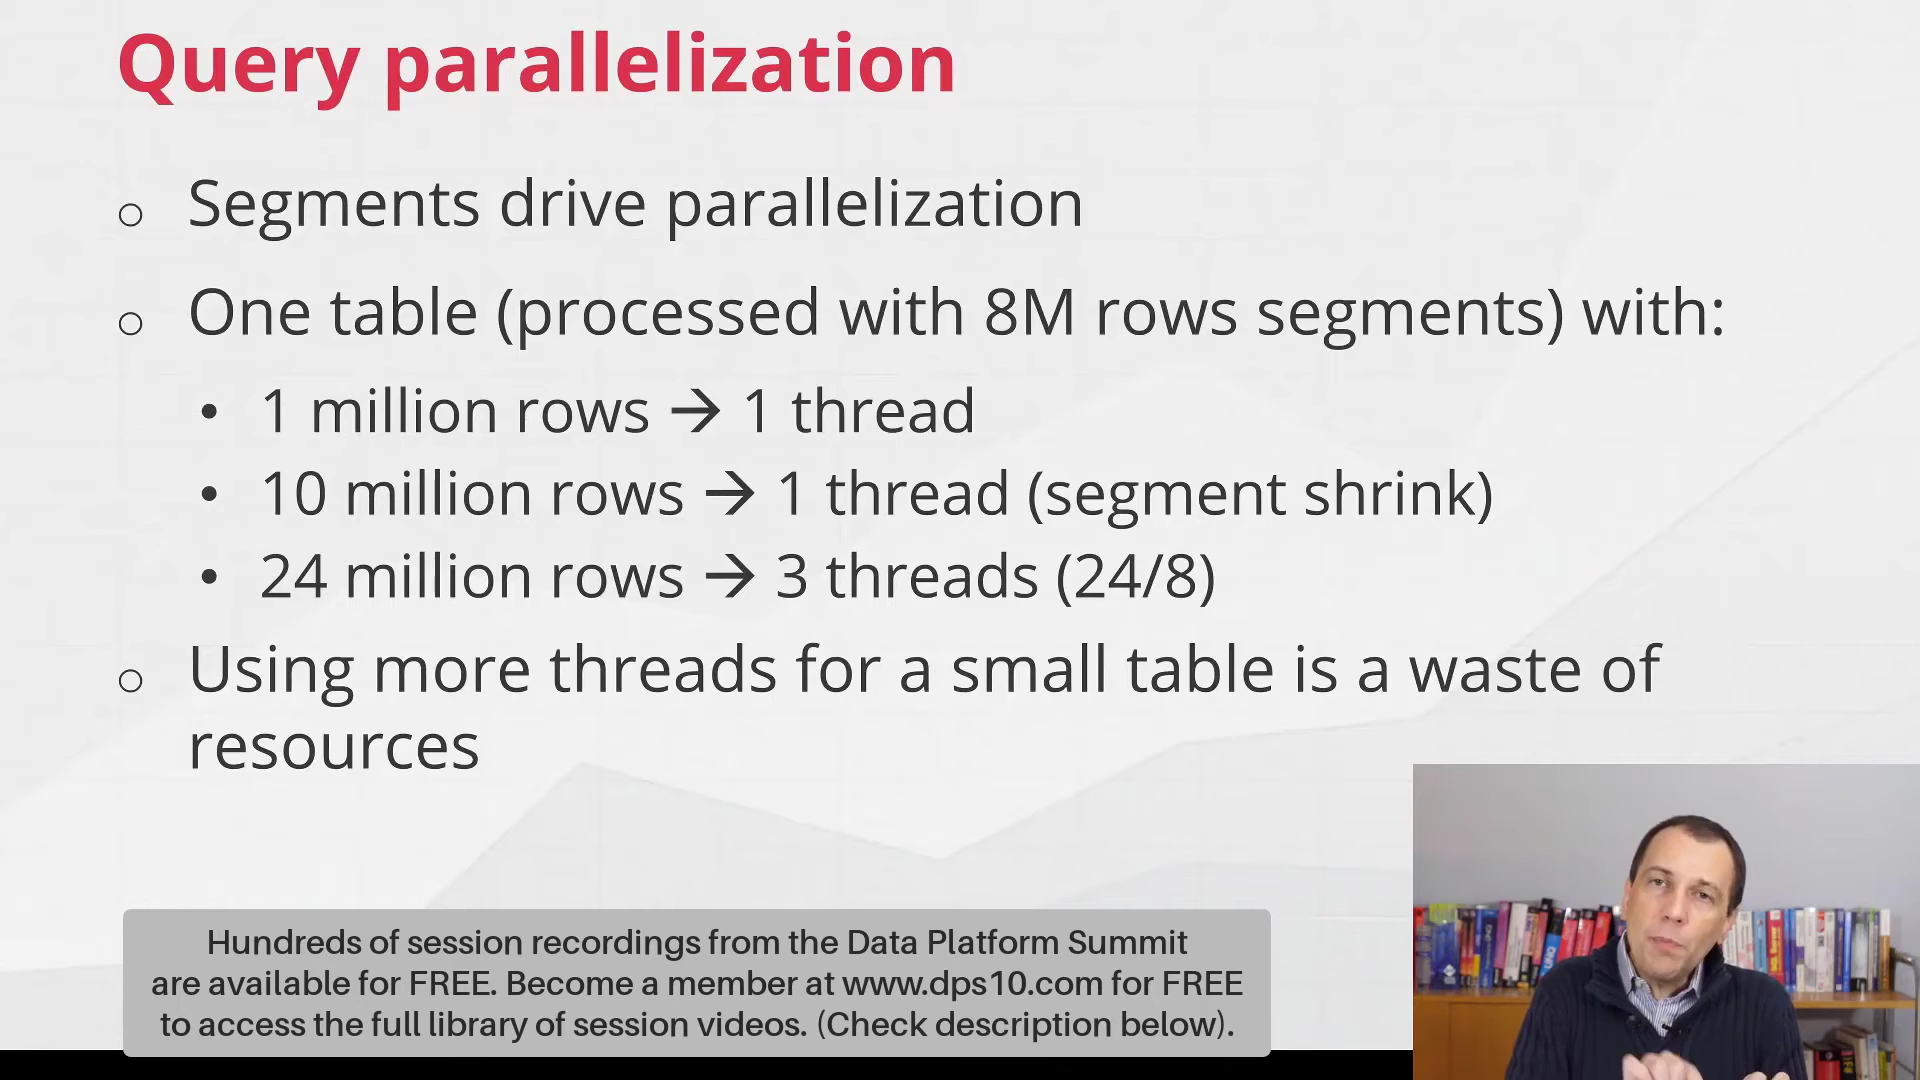 Query parallelization
○ Segments drive parallelization
○ One table (processed with 8M rows segments) with:
• 1 million rows → 1 thread
• 10 million rows → 1 thread (segment shrink)
• 24 million rows → 3 threads (24/8)
○ Using more threads for a small table is a waste of
resources
Hundreds of session recordings from the Data Platform Summit
are available for FREE. Become a member at www.dps10.com for FREE
to access the full library of session videos. (Check description below).